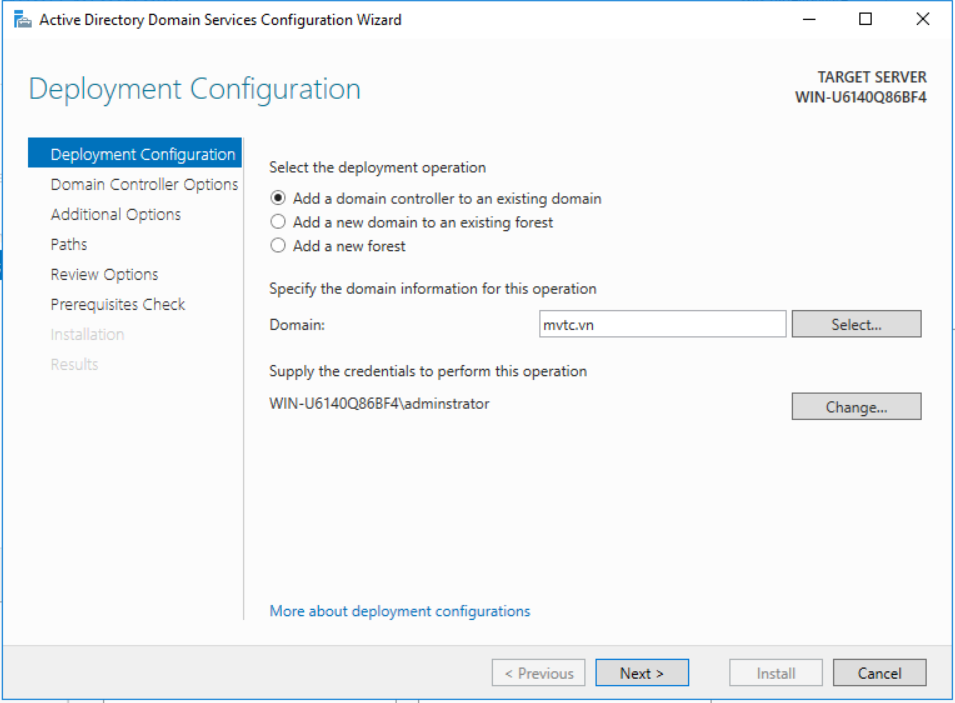 Active Directory Domain Services Configuration Wizard
Deployment Configuration
TARGET SERVER
WIN-U6140Q86BF4
Deployment Configuration
Domain Controller Options
Additional Options
Paths
Review Options
Prerequisites Check
Installation
Results
Select the deployment operation
Add a domain controller to an existing domain
Add a new domain to an existing forest
Add a new forest
Specify the domain information for this operation
Domain:
mvtc.vn
Select...
Supply the credentials to perform this operation
WIN-U6140Q86BF4\adminstrator
Change...
More about deployment configurations
< Previous
Next >
Install
Cancel